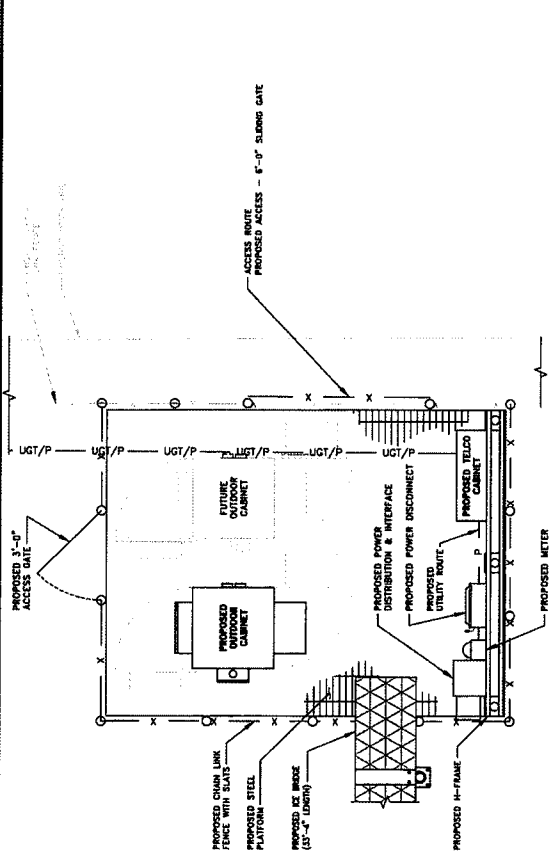 ACCESS ROUTE
PROPOSED ACCESS - 6'-0" SLIDING GATE
PROPOSED 3'-0"
ACCESS GATE
UGT/P
UGT/P
UGT/P
UGT/P
UGT/P
UGT/P
FUTURE
OUTDOOR
CABINET
PROPOSED
OUTDOOR
CABINET
PROPOSED POWER
DISTRIBUTION & INTERFACE
PROPOSED POWER DISCONNECT
PROPOSED
UTILITY ROUTE
PROPOSED TELCO
CABINET
P
PROPOSED METER
PROPOSED CHAIN LINK
FENCE WITH SLATS
PROPOSED STEEL
PLATFORM
PROPOSED ICE BRIDGE
(33'-4" LENGTH)
PROPOSED H-FRAME